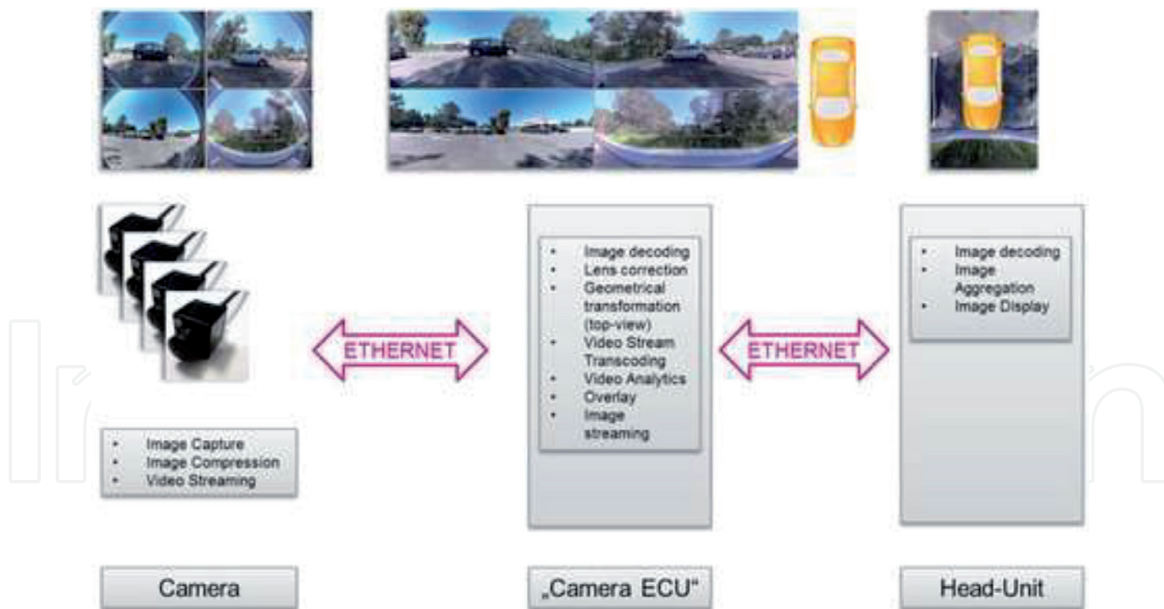 • Image decoding
• Lens correction
• Geometrical
transformation
(top-view)
• Video Stream
Transcoding
• Video Analytics
• Overlay
• Image
streaming
• Image decoding
• Image
Aggregation
• Image Display
ETHERNET
ETHERNET
• Image Capture
• Image Compression
• Video Streaming
Camera
„Camera ECU“
Head-Unit